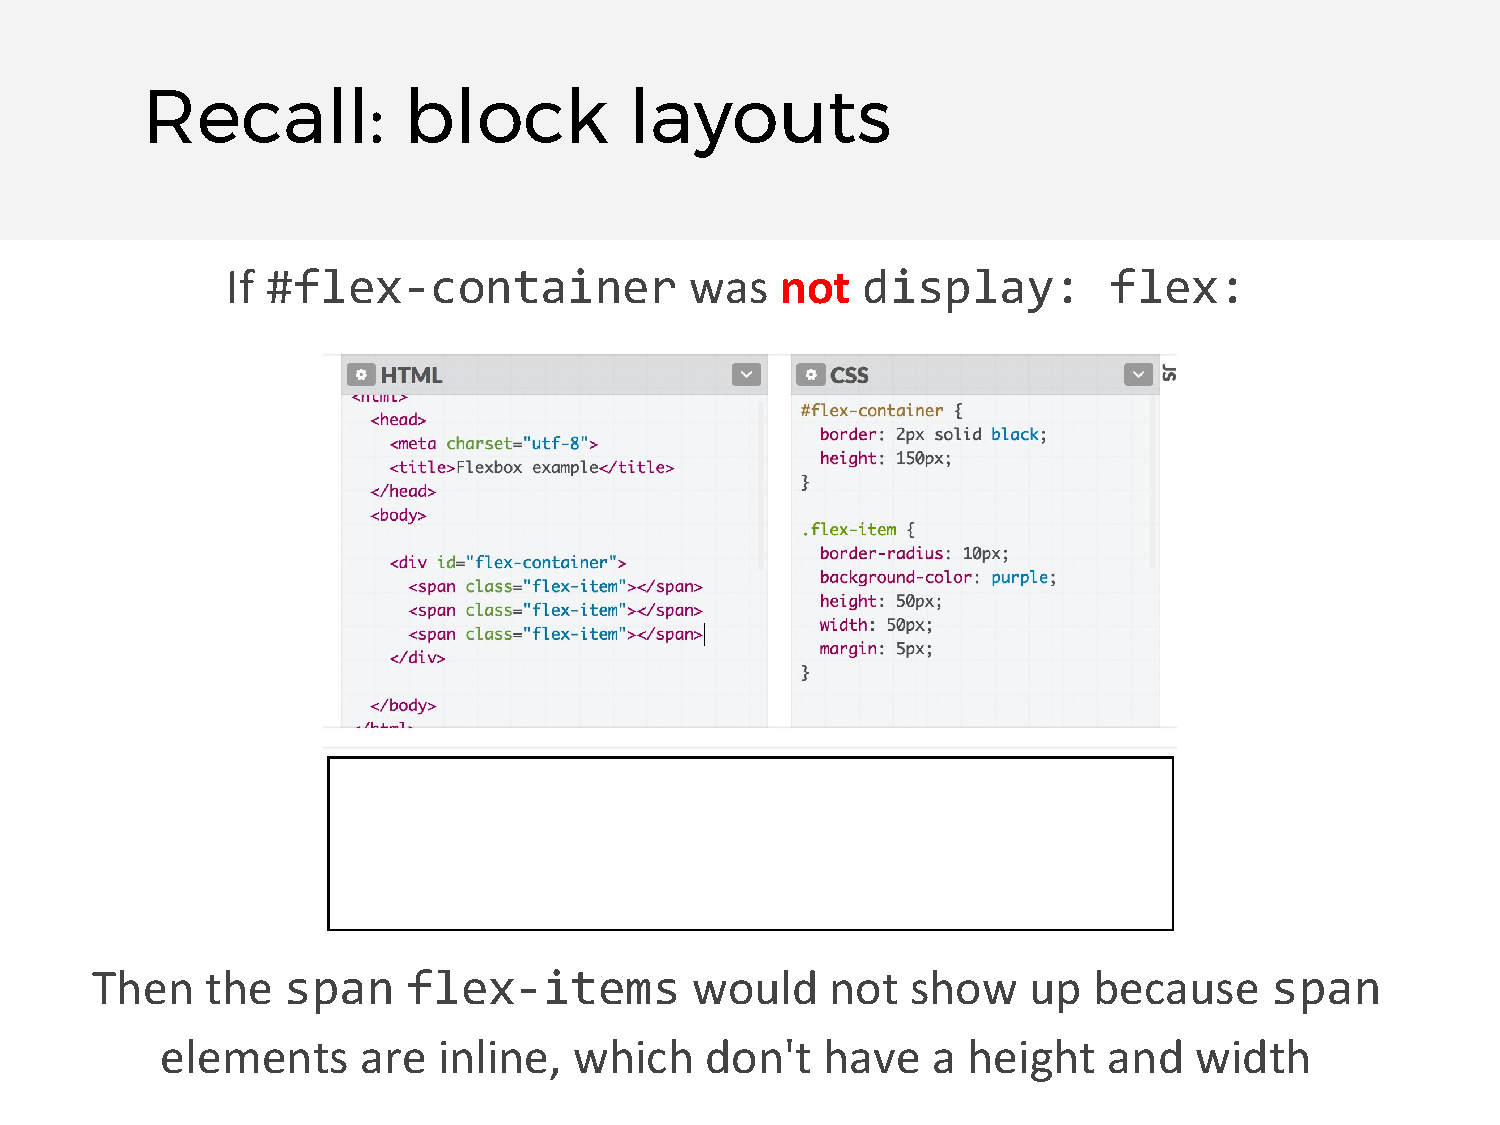 Recall: block layouts
If #flex-container was not display: flex:
HTML
<html>
<head>
<meta charset="utf-8">
<title>Flexbox example</title>
</head>
<body>
<div id="flex-container">
<span class="flex-item"></span>
<span class="flex-item"></span>
<span class="flex-item"></span>
</div>
</body>
</html>
CSS
#flex-container {
border: 2px solid black;
height: 150px;
}
.flex-item {
border-radius: 10px;
background-color: purple;
height: 50px;
width: 50px;
margin: 5px;
}
JS
Then the span flex-items would not show up because span
elements are inline, which don't have a height and width